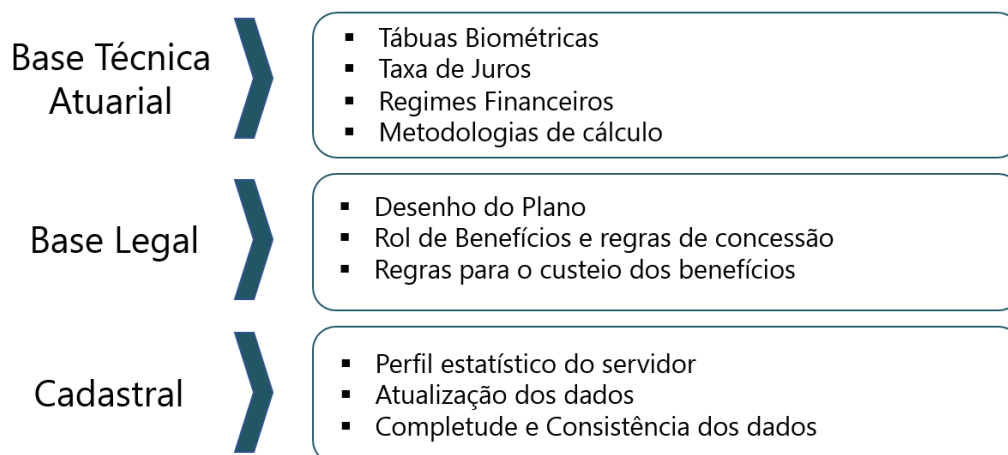 Base Técnica
Atuarial
▪ Tábuas Biométricas
▪ Taxa de Juros
▪ Regimes Financeiros
▪ Metodologias de cálculo
Base Legal
▪ Desenho do Plano
▪ Rol de Benefícios e regras de concessão
▪ Regras para o custeio dos benefícios
Cadastral
▪ Perfil estatístico do servidor
▪ Atualização dos dados
▪ Completude e Consistência dos dados